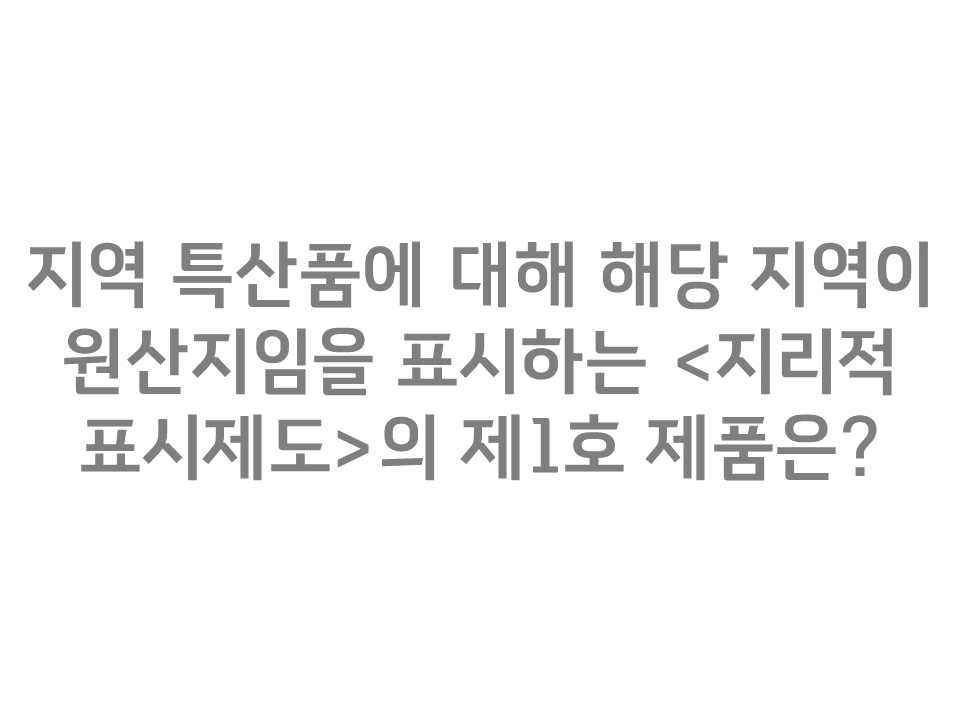 지역 특산품에 대해 해당 지역이
원산지임을 표시하는 <지리적
표시제도>의 제1호 제품은?